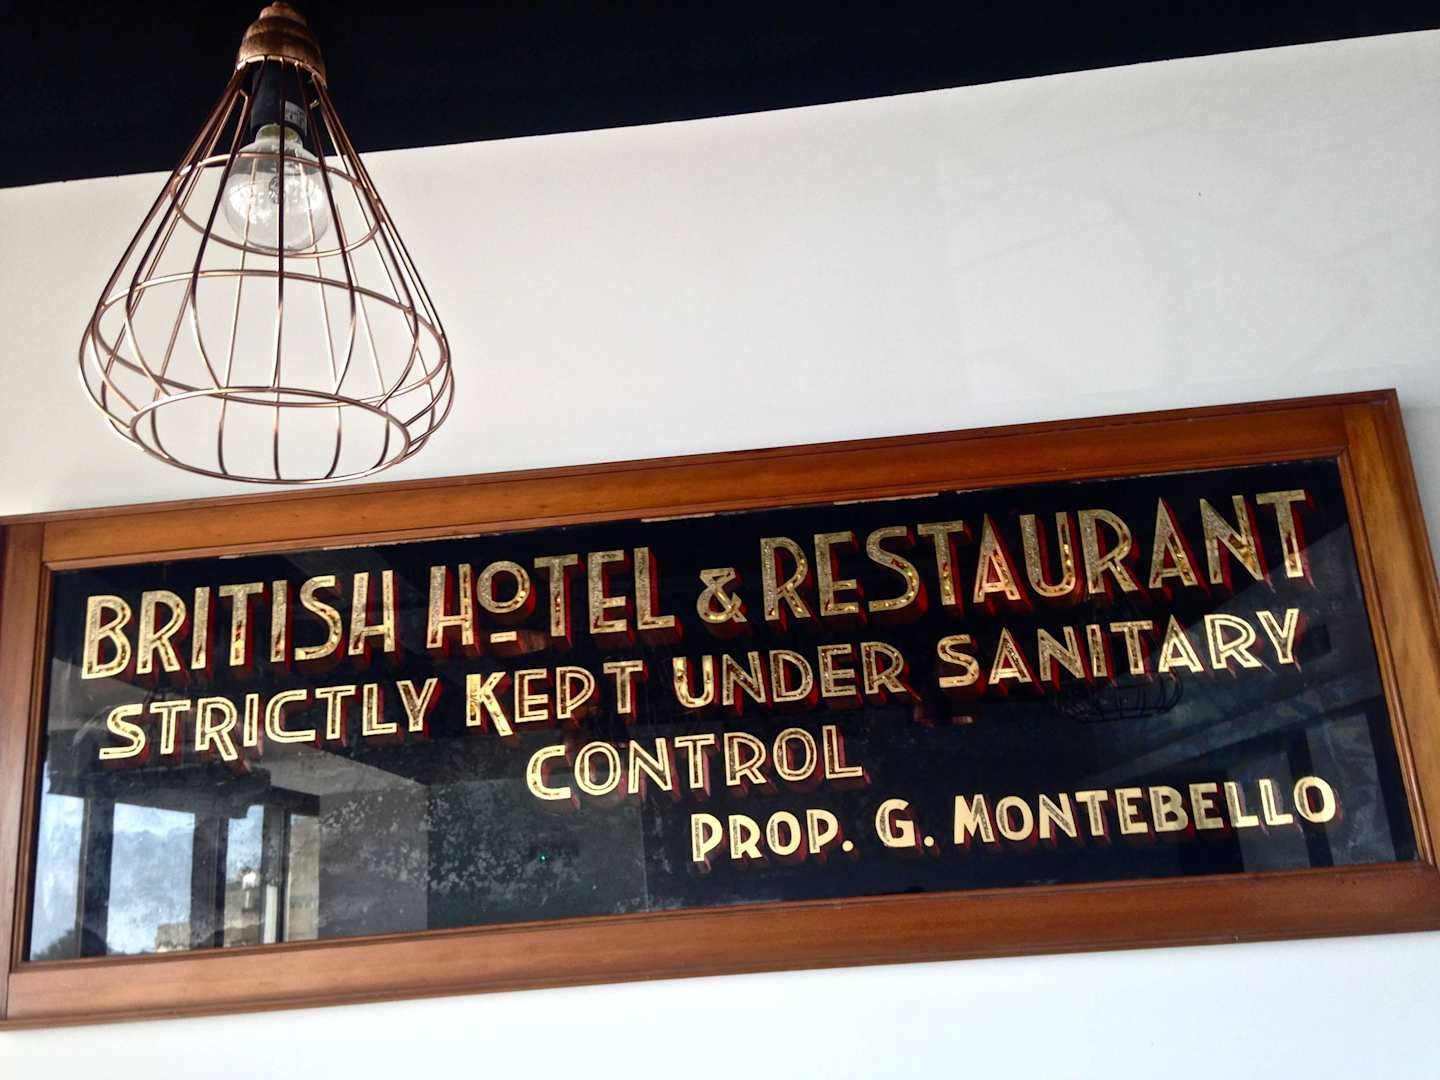 BRITISH HOTEL & RESTAURANT
STRICTLY KEPT UNDER SANITARY
CONTROL
PROP. G. MONTEBELLO